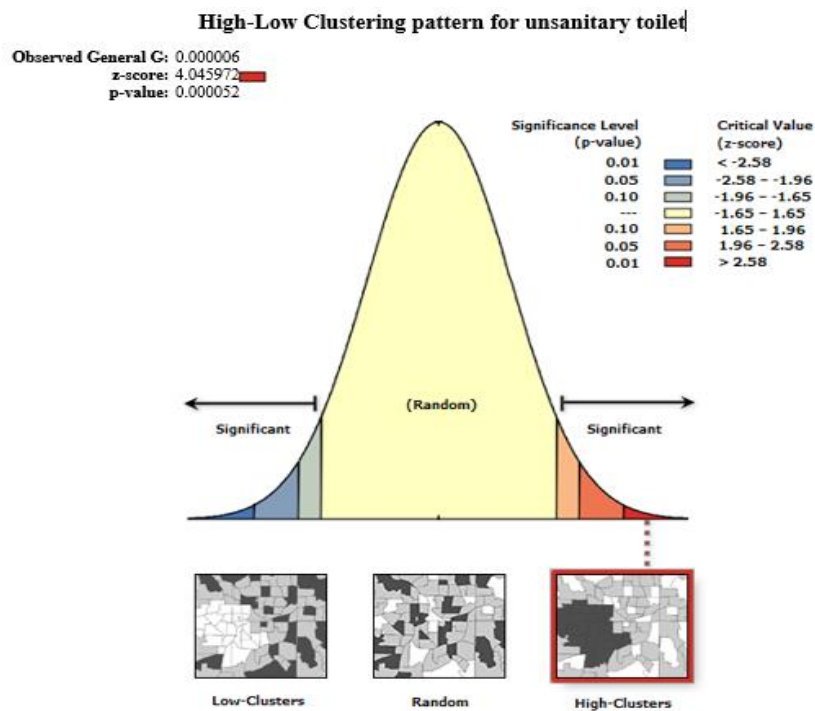 High-Low Clustering pattern for unsanitary toilet
Observed General G: 0.000006
z-score: 4.045972
p-value: 0.000052
Significance Level (p-value) Critical Value (z-score)
0.01 < -2.58
0.05 -2.58 – -1.96
0.10 -1.96 – -1.65
--- -1.65 – 1.65
0.10 1.65 – 1.96
0.05 1.96 – 2.58
0.01 > 2.58
Significant (Random) Significant
Low-Clusters Random High-Clusters